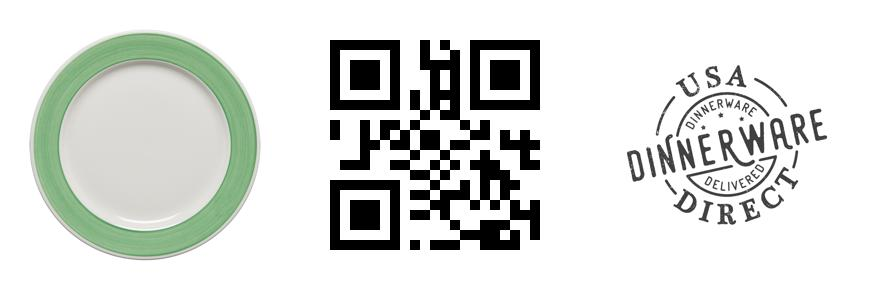 USA
DINNERWARE
DINNERWARE
DELIVERED
DIRECT